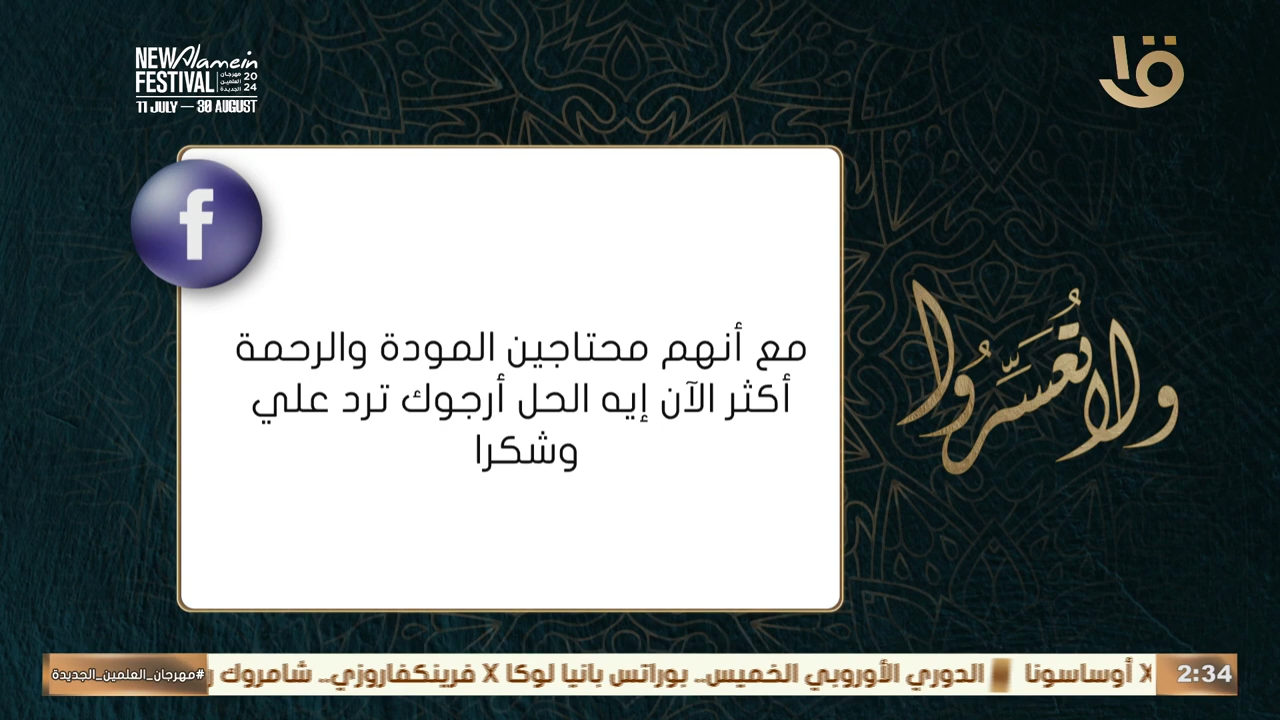 NEW Alamein
FESTIVAL
مهرجان
العلمين
الجديدة
20
24
11 JULY — 30 AUGUST
f
مع أنهم محتاجين المودة والرحمة
أكثر الآن إيه الحل أرجوك ترد علي
وشكرا
ولا تُعَسِّرُوا
2:34
X أوساسونا
الدوري الأوروبي الخميس.. بوراتس بانيا لوكا X فرينكفاروزي.. شامروك
#مهرجان_العلمين_الجديدة